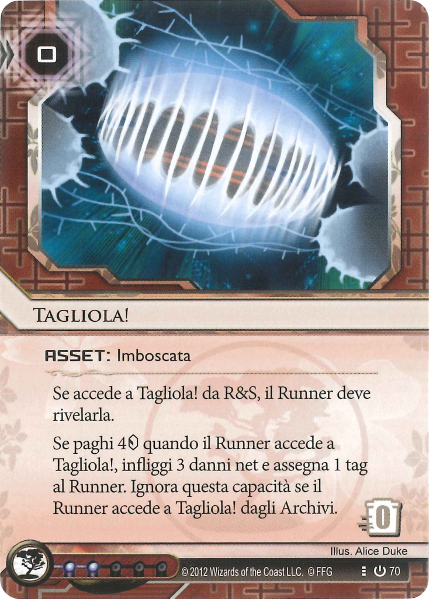 0
TAGLIOLA!
ASSET: Imboscata
Se accede a Tagliola! da R&S, il Runner deve
rivelarla.
Se paghi 4 quando il Runner accede a
Tagliola!, infliggi 3 danni net e assegna 1 tag
al Runner. Ignora questa capacità se il
Runner accede a Tagliola! dagli Archivi.
0
Illus. Alice Duke
© 2012 Wizards of the Coast LLC. © FFG
70